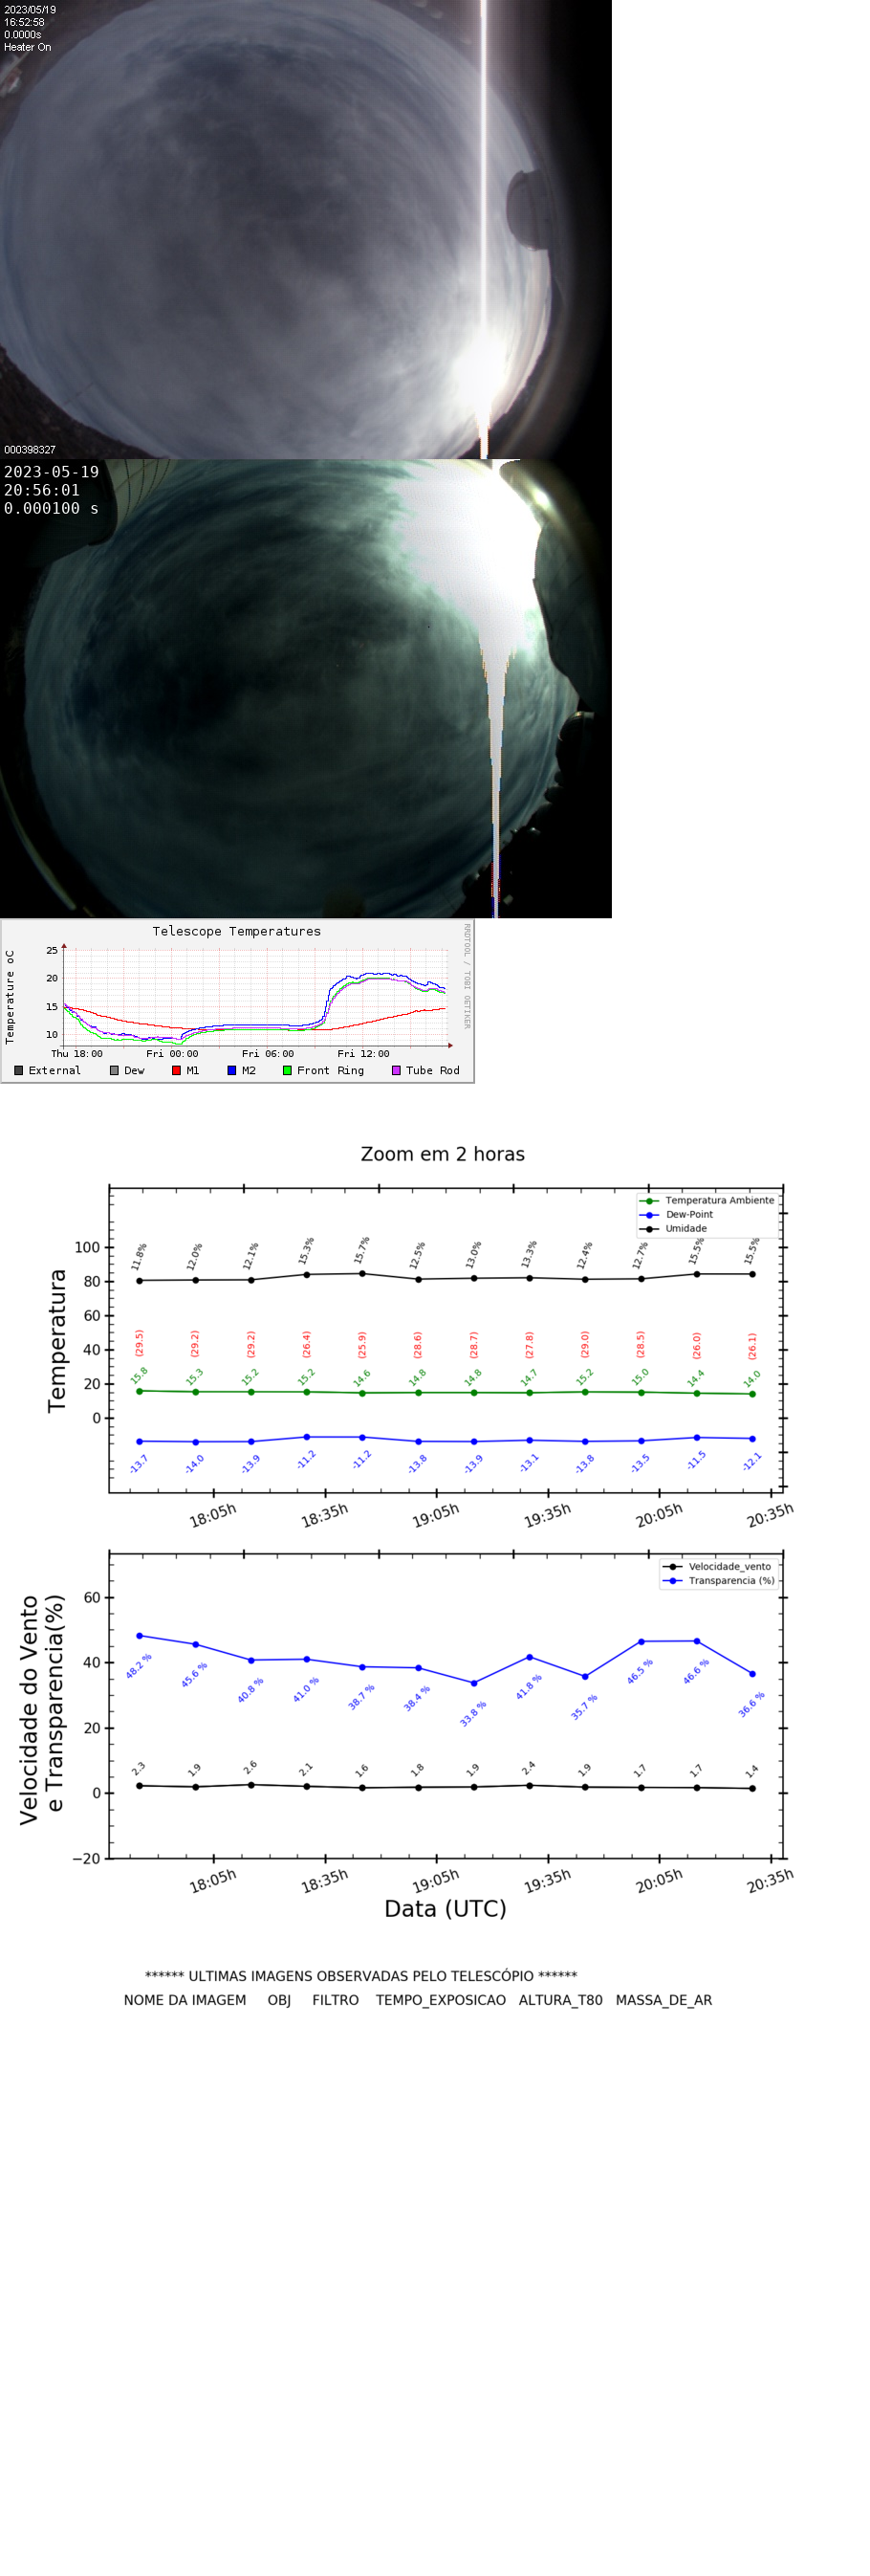 2023/05/19
16:52:58
0.0000s
Heater On
000398327
2023-05-19
20:56:01
0.000100 s
Telescope Temperatures
RRDTOOL / TOBI OETIKER
Temperature oC
25
20
15
10
Thu 18:00 Fri 00:00 Fri 06:00 Fri 12:00
External Dew M1 M2 Front Ring Tube Rod
Zoom em 2 horas
Temperatura Ambiente
Dew-Point
Umidade
Temperatura
100
80
60
40
20
0
11.8% 12.0% 12.1% 15.3% 15.7% 12.5% 13.0% 13.3% 12.4% 12.7% 15.5% 15.5%
(29.5) (29.2) (29.2) (26.4) (25.9) (28.6) (28.7) (27.8) (29.0) (28.5) (26.0) (26.1)
15.8 15.3 15.2 15.2 14.6 14.8 14.8 14.7 15.2 15.0 14.4 14.0
-13.7 -14.0 -13.9 -11.2 -11.2 -13.8 -13.9 -13.1 -13.8 -13.5 -11.5 -12.1
18:05h 18:35h 19:05h 19:35h 20:05h 20:35h
Velocidade_vento
Transparencia (%)
Velocidade do Vento
e Transparencia(%)
60
40
20
0
−20
48.2 % 45.6 % 40.8 % 41.0 % 38.7 % 38.4 % 33.8 % 41.8 % 35.7 % 46.5 % 46.6 % 36.6 %
2.3 1.9 2.6 2.1 1.6 1.8 1.9 2.4 1.9 1.7 1.7 1.4
18:05h 18:35h 19:05h 19:35h 20:05h 20:35h
Data (UTC)
****** ULTIMAS IMAGENS OBSERVADAS PELO TELESCÓPIO ******
NOME DA IMAGEM OBJ FILTRO TEMPO_EXPOSICAO ALTURA_T80 MASSA_DE_AR